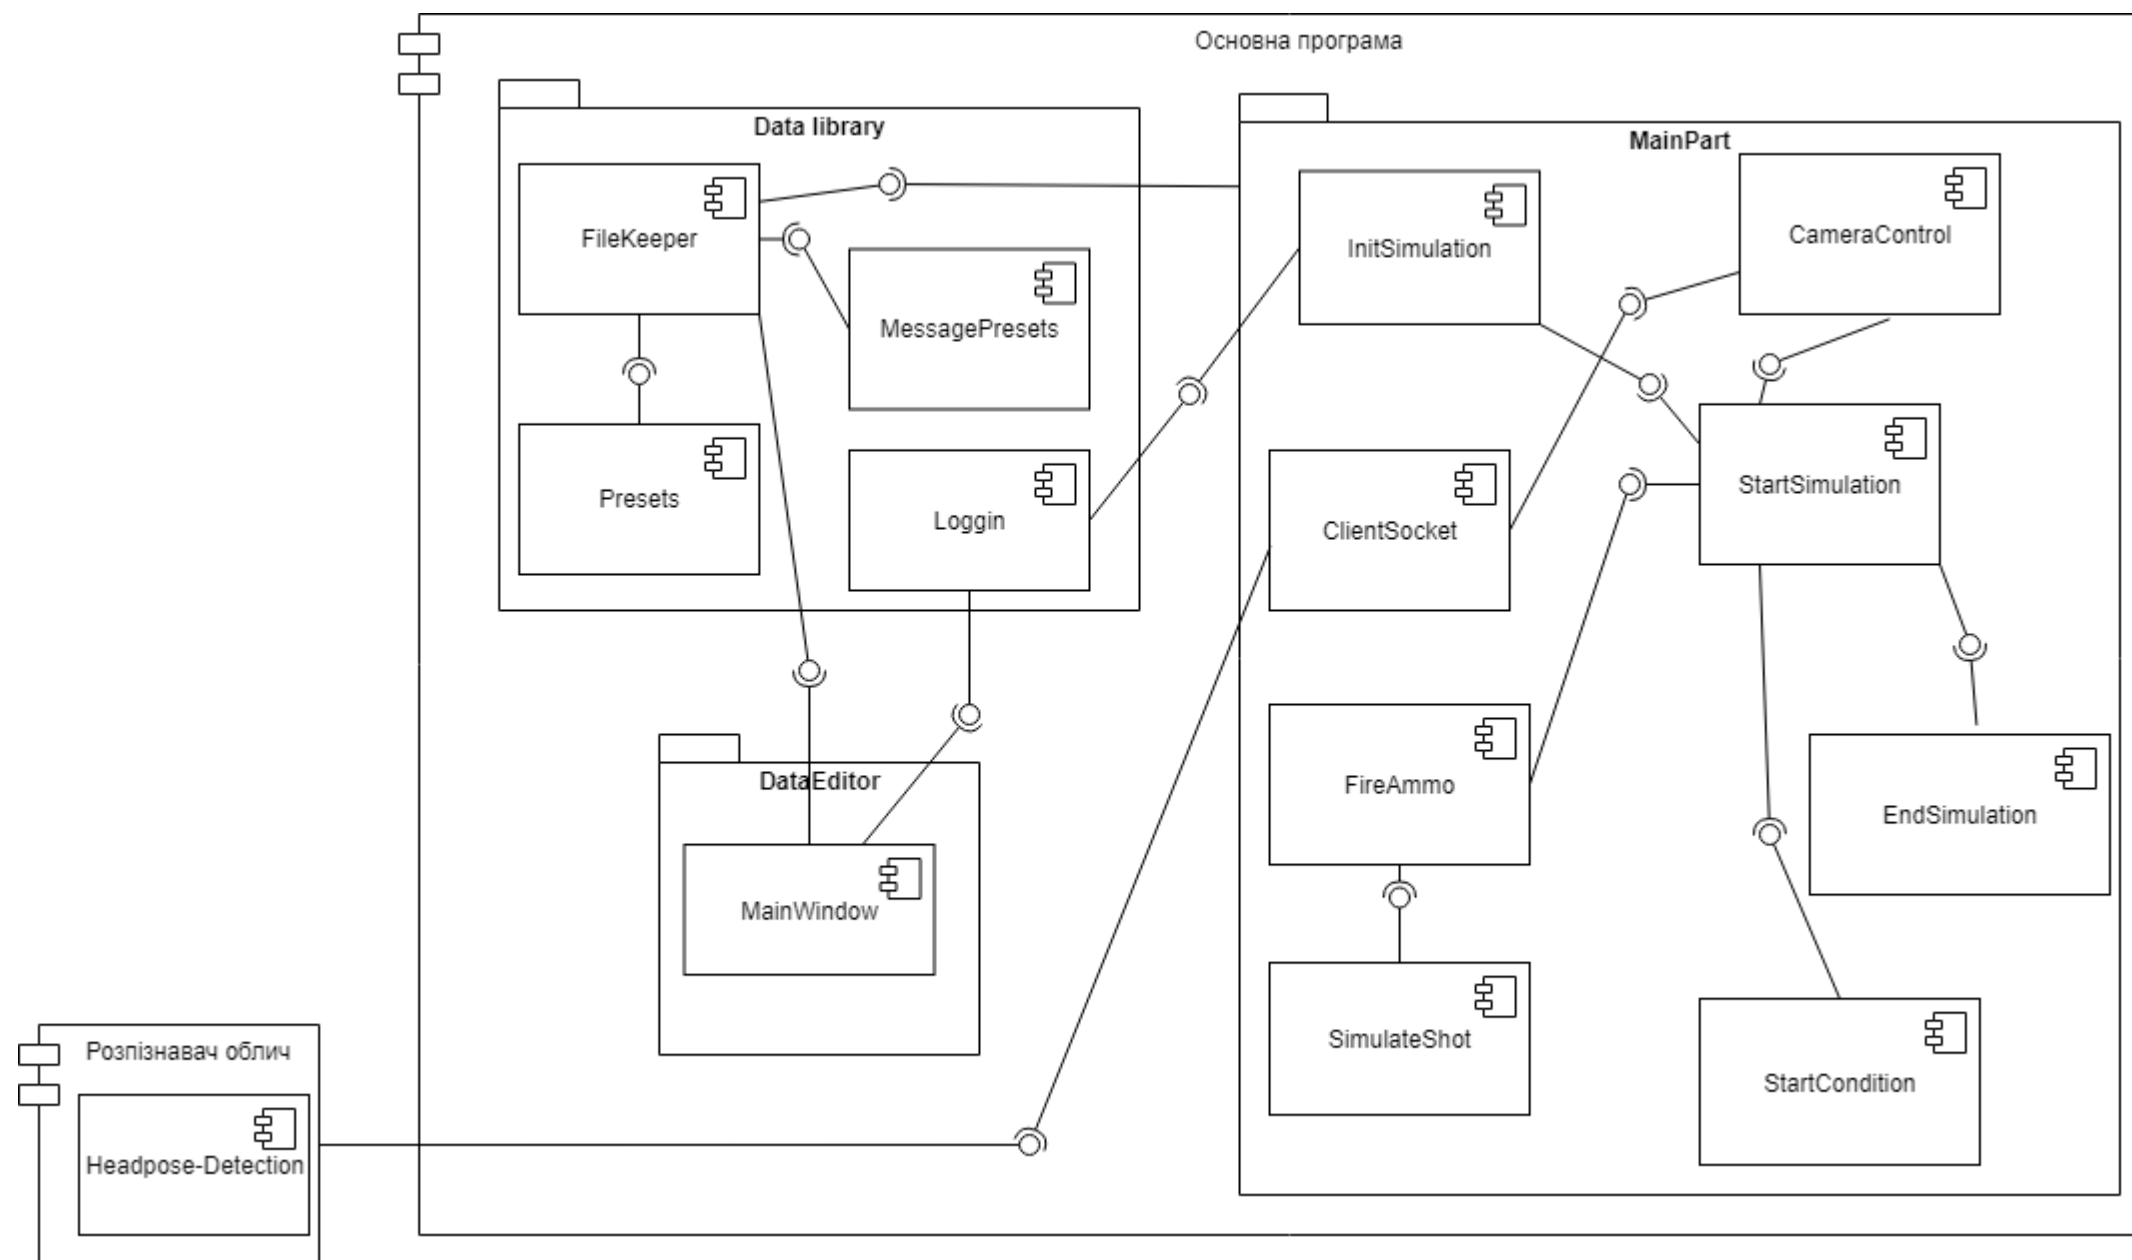 Основна програма
Data library
MainPart
FileKeeper
InitSimulation
CameraControl
MessagePresets
Presets
Loggin
ClientSocket
StartSimulation
DataEditor
FireAmmo
EndSimulation
MainWindow
SimulateShot
StartCondition
Розпізнавач облич
Headpose-Detection